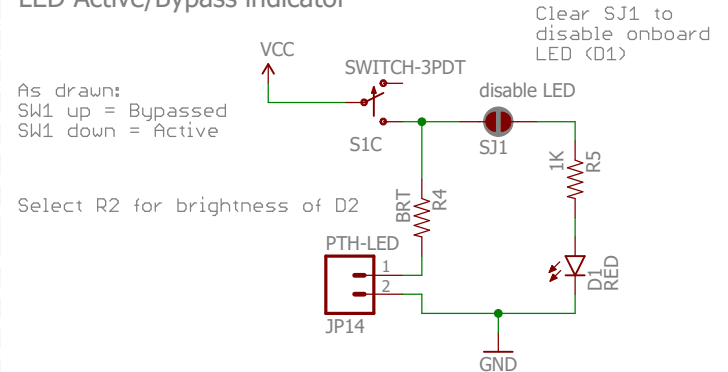 LED Active/Bypass indicator
Clear SJ1 to
disable onboard
LED (D1)
VCC
SWITCH-3PDT
disable LED
As drawn:
SW1 up = Bypassed
SW1 down = Active
S1C
SJ1
1K
R5
Select R2 for brightness of D2
BRT
R4
PTH-LED
1
2
JP14
D1
RED
GND